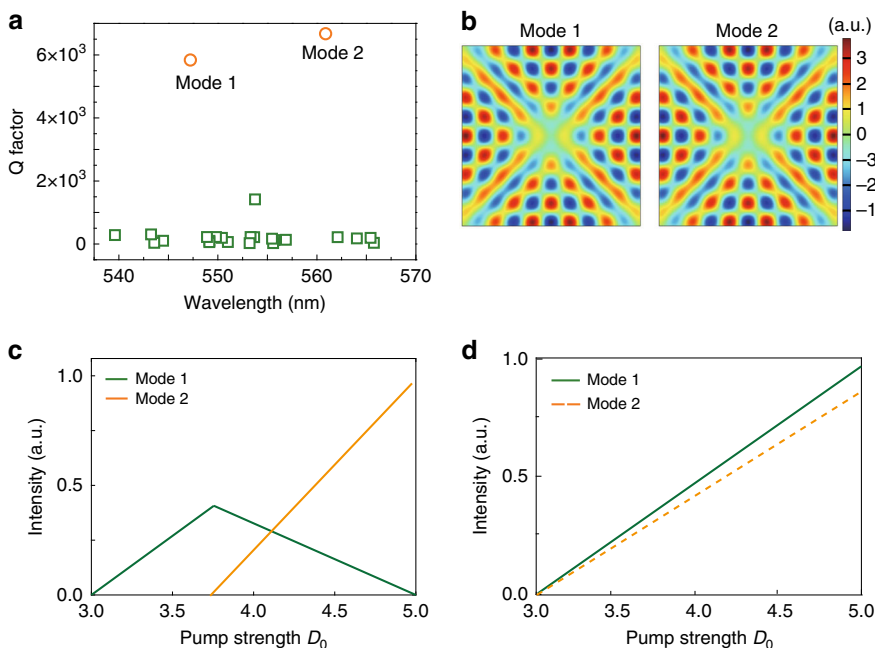 a
6×10³
4×10³
2×10³
0
Q factor
Mode 1
Mode 2
540
550
560
570
Wavelength (nm)
b
Mode 1
Mode 2
(a.u.)
3
2
1
0
−3
−2
−1
c
1.0
0.5
0.0
Intensity (a.u.)
Mode 1
Mode 2
3.0
3.5
4.0
4.5
5.0
Pump strength D₀
d
1.0
0.5
0.0
Intensity (a.u.)
Mode 1
Mode 2
3.0
3.5
4.0
4.5
5.0
Pump strength D₀